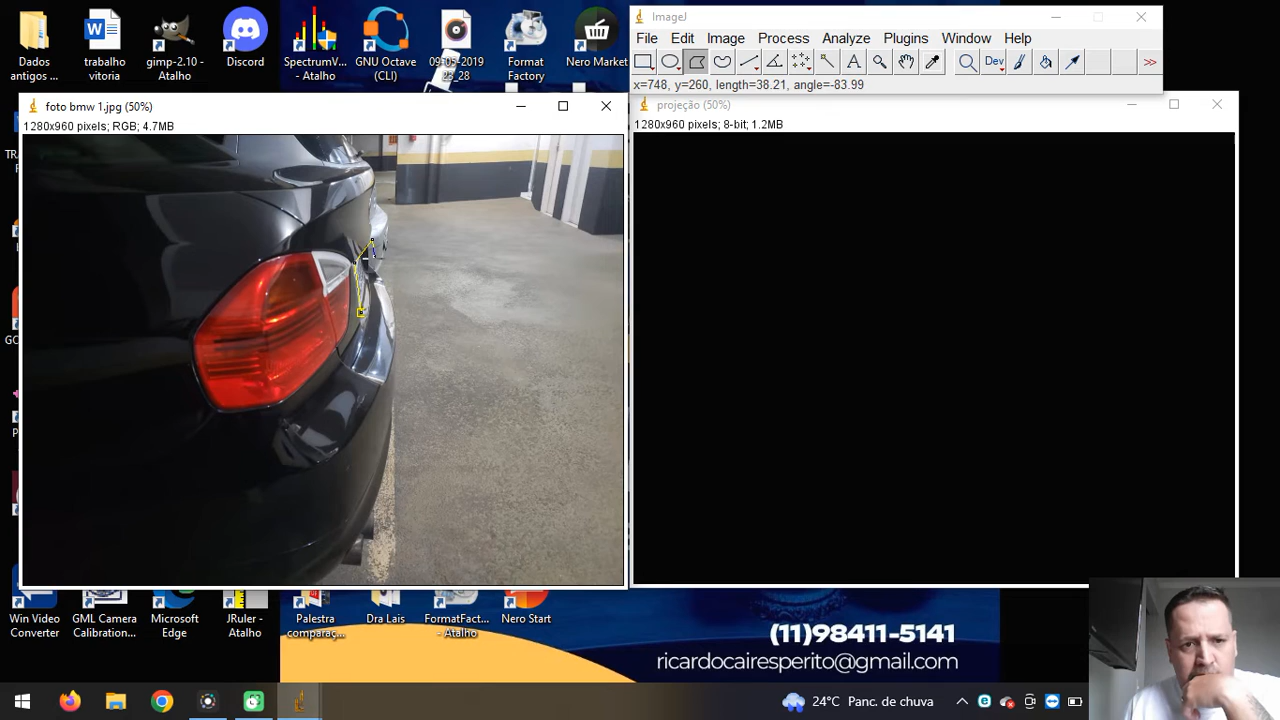 Dados
antigos ...
trabalho
vitoria
gimp-2.10 -
Atalho
Discord
SpectrumV...
- Atalho
GNU Octave
(CLI)
09-05-2019
Format
Factory
Nero Market
ImageJ
File Edit Image Process Analyze Plugins Window Help
Dev
>>
x=748, y=260, length=38.21, angle=-83.99
foto bmw 1.jpg (50%)
1280x960 pixels; RGB; 4.7MB
projeção (50%)
1280x960 pixels; 8-bit; 1.2MB
Win Video
Converter
GML Camera
Calibration...
Microsoft
Edge
JRuler -
Atalho
Palestra
comparaç...
Dra Lais
FormatFact...
- Atalho
Nero Start
(11)98411-5141
ricardocairesperito@gmail.com
24°C Panc. de chuva